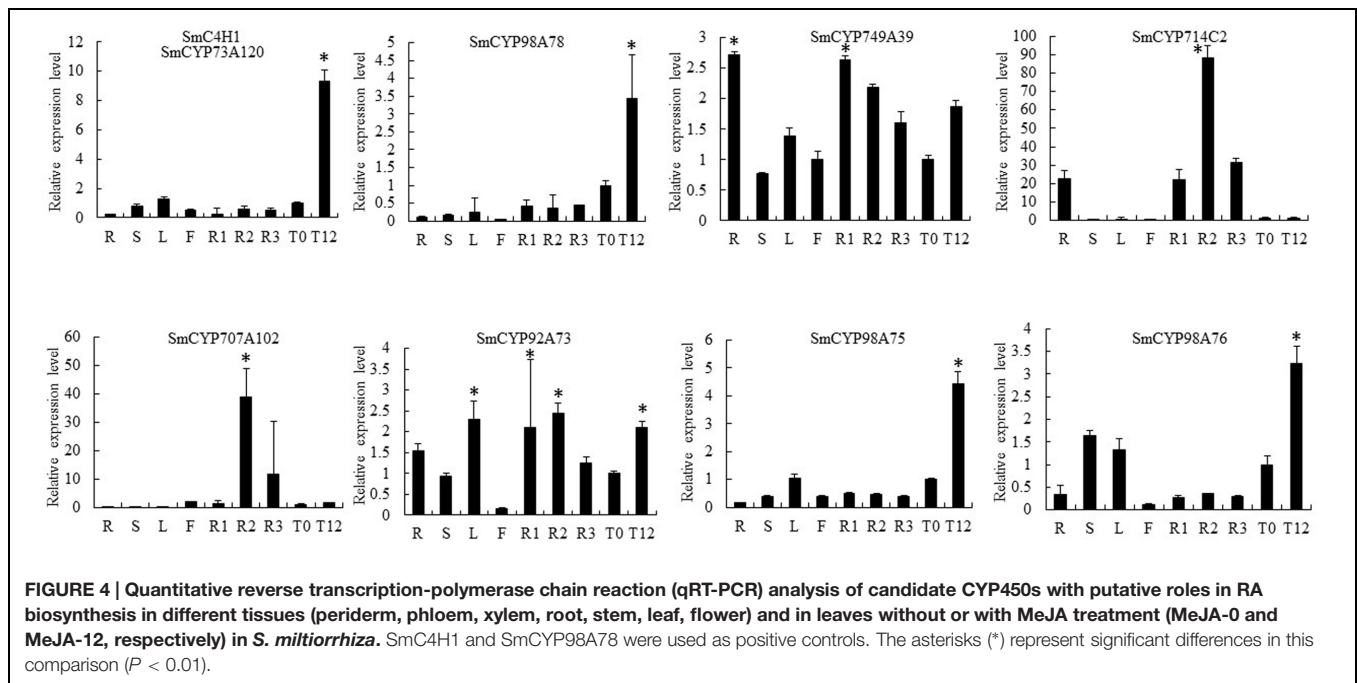 SmC4H1
SmCYP73A120
Relative expression level
12
10
8
6
4
2
0
*
R S L F R1 R2 R3 T0 T12
SmCYP98A78
Relative expression level
5
4.5
4
3.5
3
2.5
2
1.5
1
0.5
0
*
R S L F R1 R2 R3 T0 T12
SmCYP749A39
Relative expression level
3
2.5
2
1.5
1
0.5
0
* *
R S L F R1 R2 R3 T0 T12
SmCYP714C2
Relative expression level
100
90
80
70
60
50
40
30
20
10
0
*
R S L F R1 R2 R3 T0 T12
SmCYP707A102
Relative expression level
60
50
40
30
20
10
0
*
R S L F R1 R2 R3 T0 T12
SmCYP92A73
Relative expression level
4
3.5
3
2.5
2
1.5
1
0.5
0
* * * *
R S L F R1 R2 R3 T0 T12
SmCYP98A75
Relative expression level
6
5
4
3
2
1
0
*
R S L F R1 R2 R3 T0 T12
SmCYP98A76
Relative expression level
4
3.5
3
2.5
2
1.5
1
0.5
0
*
R S L F R1 R2 R3 T0 T12
FIGURE 4 | Quantitative reverse transcription-polymerase chain reaction (qRT-PCR) analysis of candidate CYP450s with putative roles in RA
biosynthesis in different tissues (periderm, phloem, xylem, root, stem, leaf, flower) and in leaves without or with MeJA treatment (MeJA-0 and
MeJA-12, respectively) in S. miltiorrhiza. SmC4H1 and SmCYP98A78 were used as positive controls. The asterisks (*) represent significant differences in this
comparison (P < 0.01).